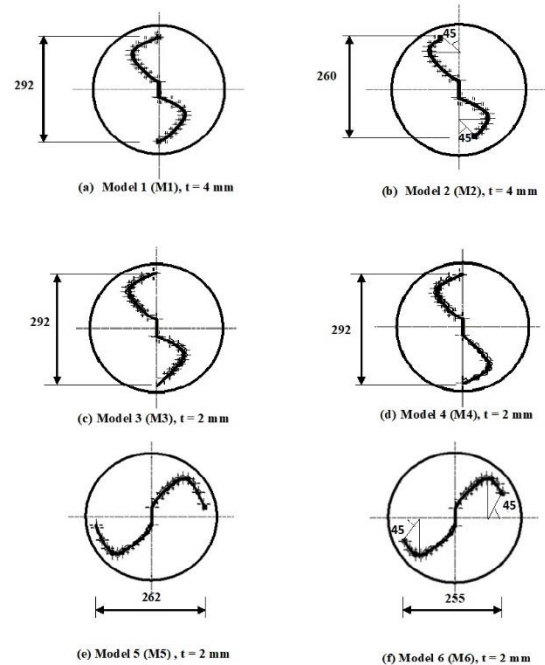 292
45
260
45
(a) Model 1 (M1), t = 4 mm
(b) Model 2 (M2), t = 4 mm
292
292
(c) Model 3 (M3), t = 2 mm
(d) Model 4 (M4), t = 2 mm
45
45
262
255
(e) Model 5 (M5) , t = 2 mm
(f) Model 6 (M6), t = 2 mm